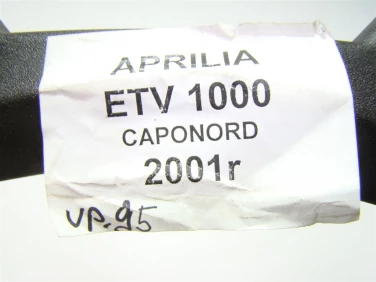 APRILIA
ETV 1000
CAPONORD
2001r
VP.95